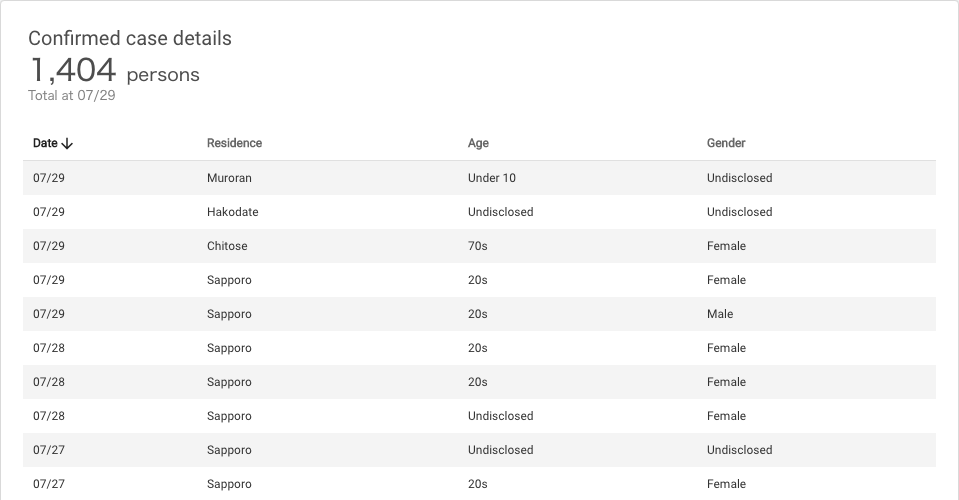 Confirmed case details
1,404 persons
Total at 07/29
Date ↓ Residence Age Gender
07/29 Muroran Under 10 Undisclosed
07/29 Hakodate Undisclosed Undisclosed
07/29 Chitose 70s Female
07/29 Sapporo 20s Female
07/29 Sapporo 20s Male
07/28 Sapporo 20s Female
07/28 Sapporo 20s Female
07/28 Sapporo Undisclosed Female
07/27 Sapporo Undisclosed Undisclosed
07/27 Sapporo 20s Female